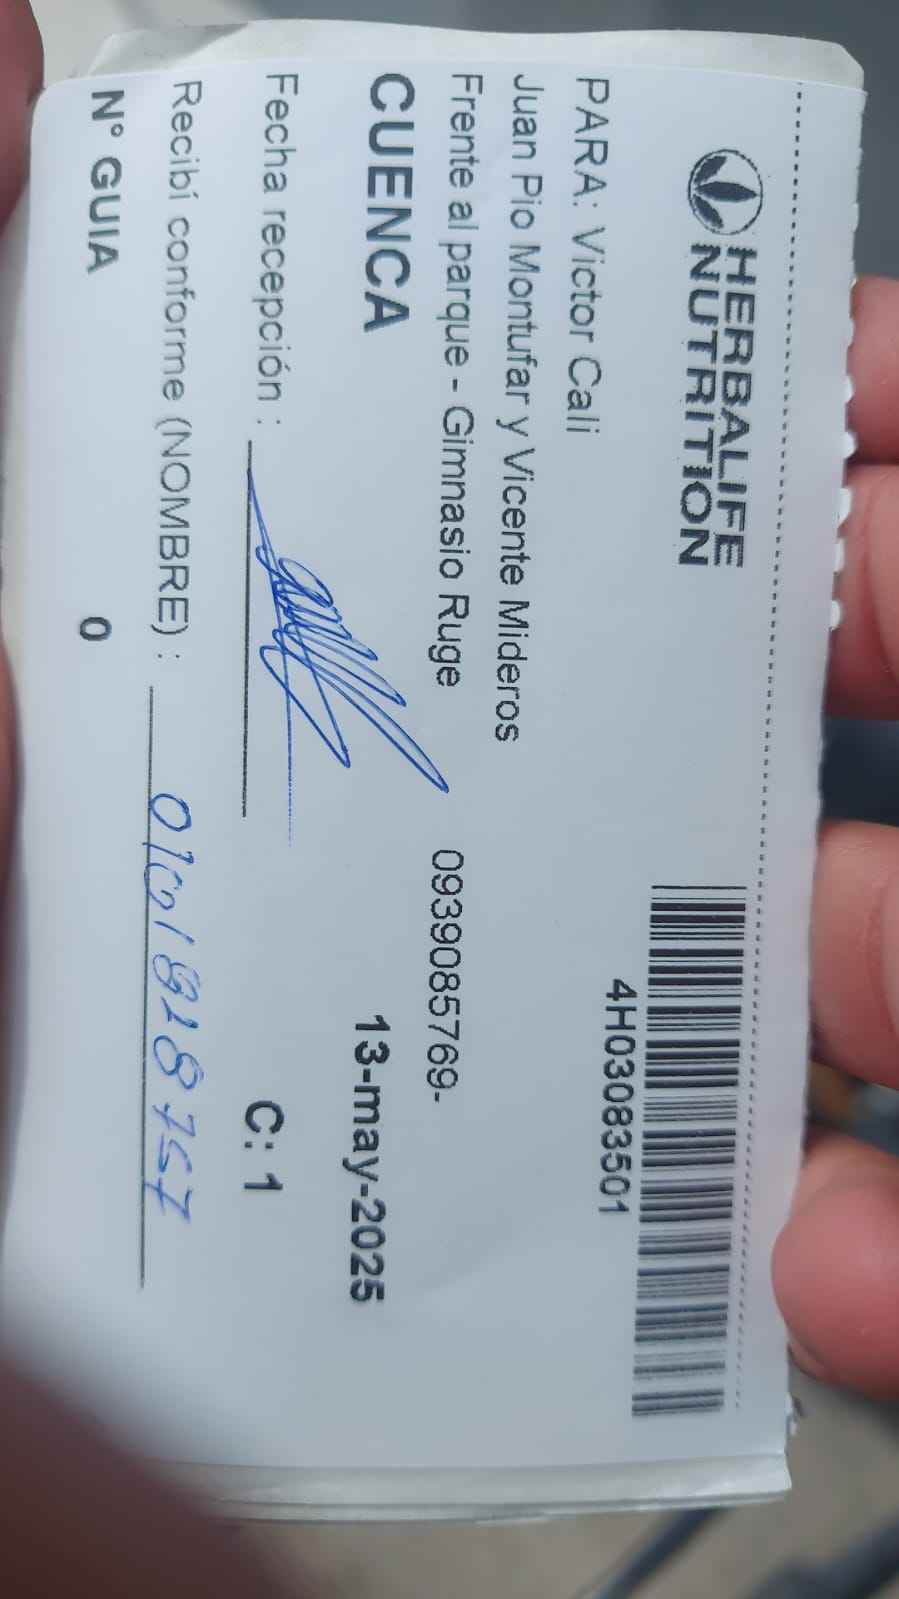 HERBALIFE
NUTRITION
4H03083501
PARA: Victor Cali
Juan Pio Montufar y Vicente Mideros
Frente al parque - Gimnasio Ruge 0939085769-
CUENCA 13-may-2025
Fecha recepción : C: 1
Recibí conforme (NOMBRE) :
N° GUIA 0